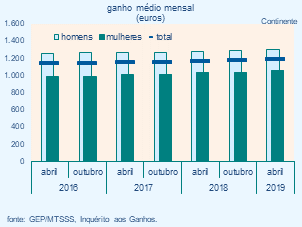 ganho médio mensal
(euros)
Continente
1.600
homens mulheres total
1.400
1.200
1.000
800
600
400
200
0
abril outubro abril outubro abril outubro abril
2016 2017 2018 2019
fonte: GEP/MTSSS, Inquérito aos Ganhos.